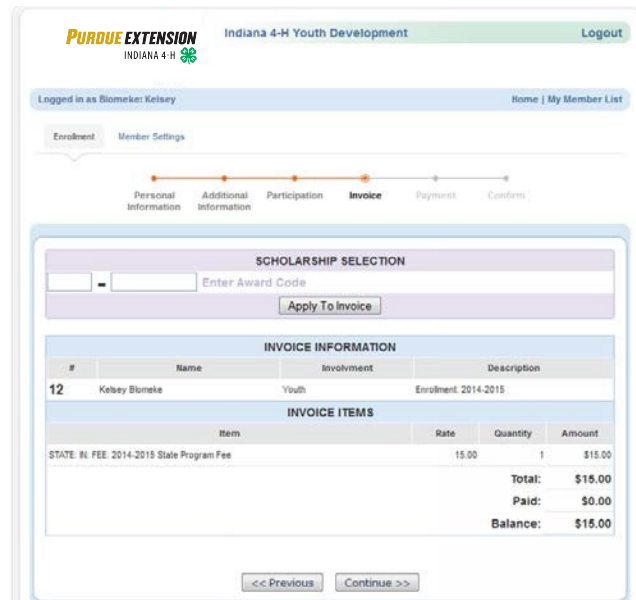 PURDUE EXTENSION
INDIANA 4-H
Indiana 4-H Youth Development
Logout
Logged in as Blomeke: Kelsey
Home | My Member List
Enrollment Member Settings
Personal Information
Additional Information
Participation
Invoice
Payment
Confirm
SCHOLARSHIP SELECTION
- Enter Award Code
Apply To Invoice
INVOICE INFORMATION
# Name Involvment Description
12 Kelsey Blomeke Youth Enrollment: 2014-2015
INVOICE ITEMS
Item Rate Quantity Amount
STATE: IN: FEE: 2014-2015 State Program Fee 15.00 1 $15.00
Total: $15.00
Paid: $0.00
Balance: $15.00
<< Previous Continue >>